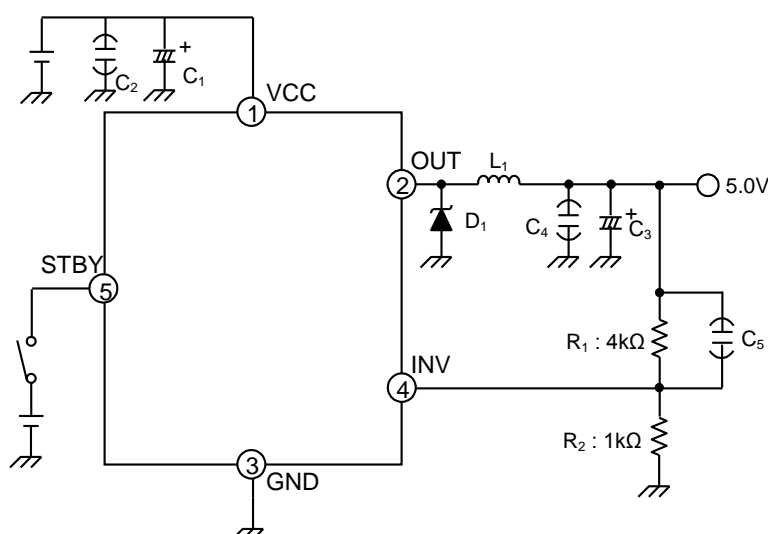 +
C₂
C₁
VCC
1
OUT
2
L₁
5.0V
D₁
C₄
+
C₃
STBY
5
R₁ : 4kΩ
C₅
INV
4
R₂ : 1kΩ
3
GND